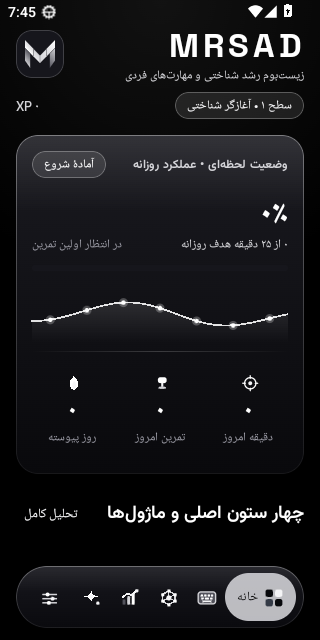 7:45
MRSAD
زیست‌بوم رشد شناختی و مهارت‌های فردی
سطح ۱ • آغازگر شناختی
۰ XP
وضعیت لحظه‌ای • عملکرد روزانه
آمادهٔ شروع
۰٪
۰ از ۲۵ دقیقه هدف روزانه
در انتظار اولین تمرین
۰ ۰ ۰
دقیقه امروز تمرین امروز روز پیوسته
چهار ستون اصلی و ماژول‌ها
تحلیل کامل
خانه